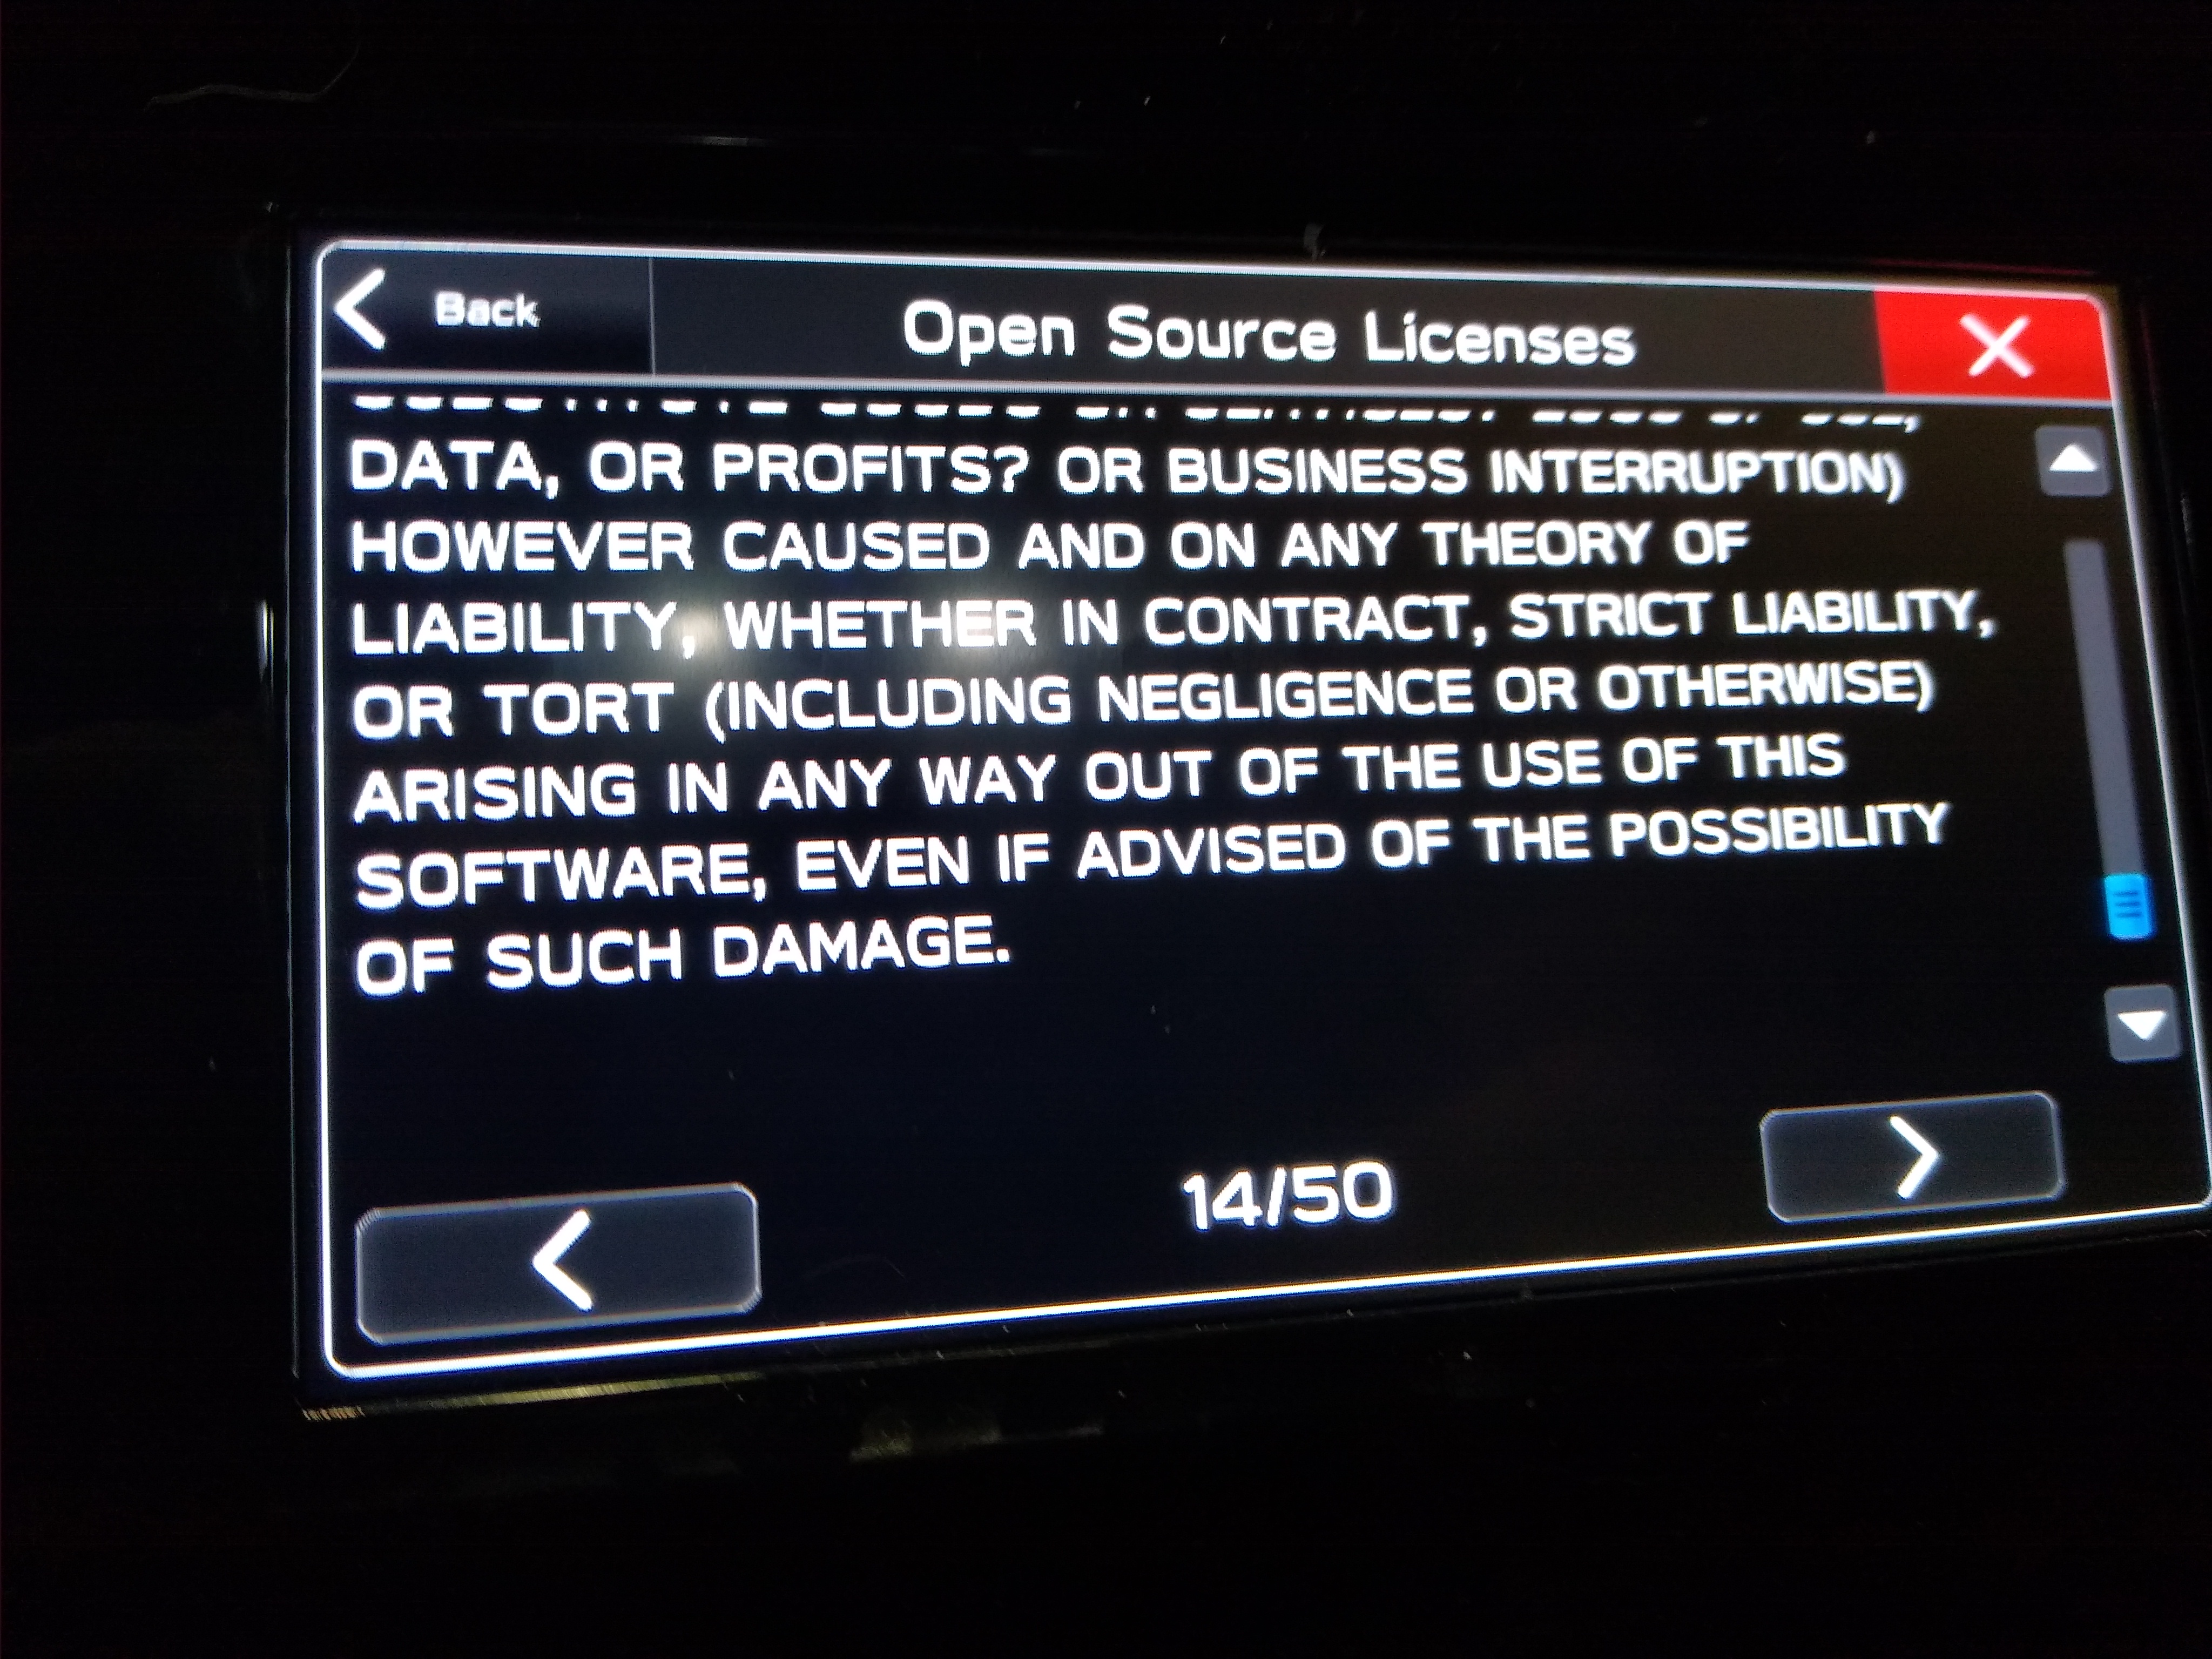 Back
Open Source Licenses
DATA, OR PROFITS? OR BUSINESS INTERRUPTION)
HOWEVER CAUSED AND ON ANY THEORY OF
LIABILITY, WHETHER IN CONTRACT, STRICT LIABILITY,
OR TORT (INCLUDING NEGLIGENCE OR OTHERWISE)
ARISING IN ANY WAY OUT OF THE USE OF THIS
SOFTWARE, EVEN IF ADVISED OF THE POSSIBILITY
OF SUCH DAMAGE.
14/50